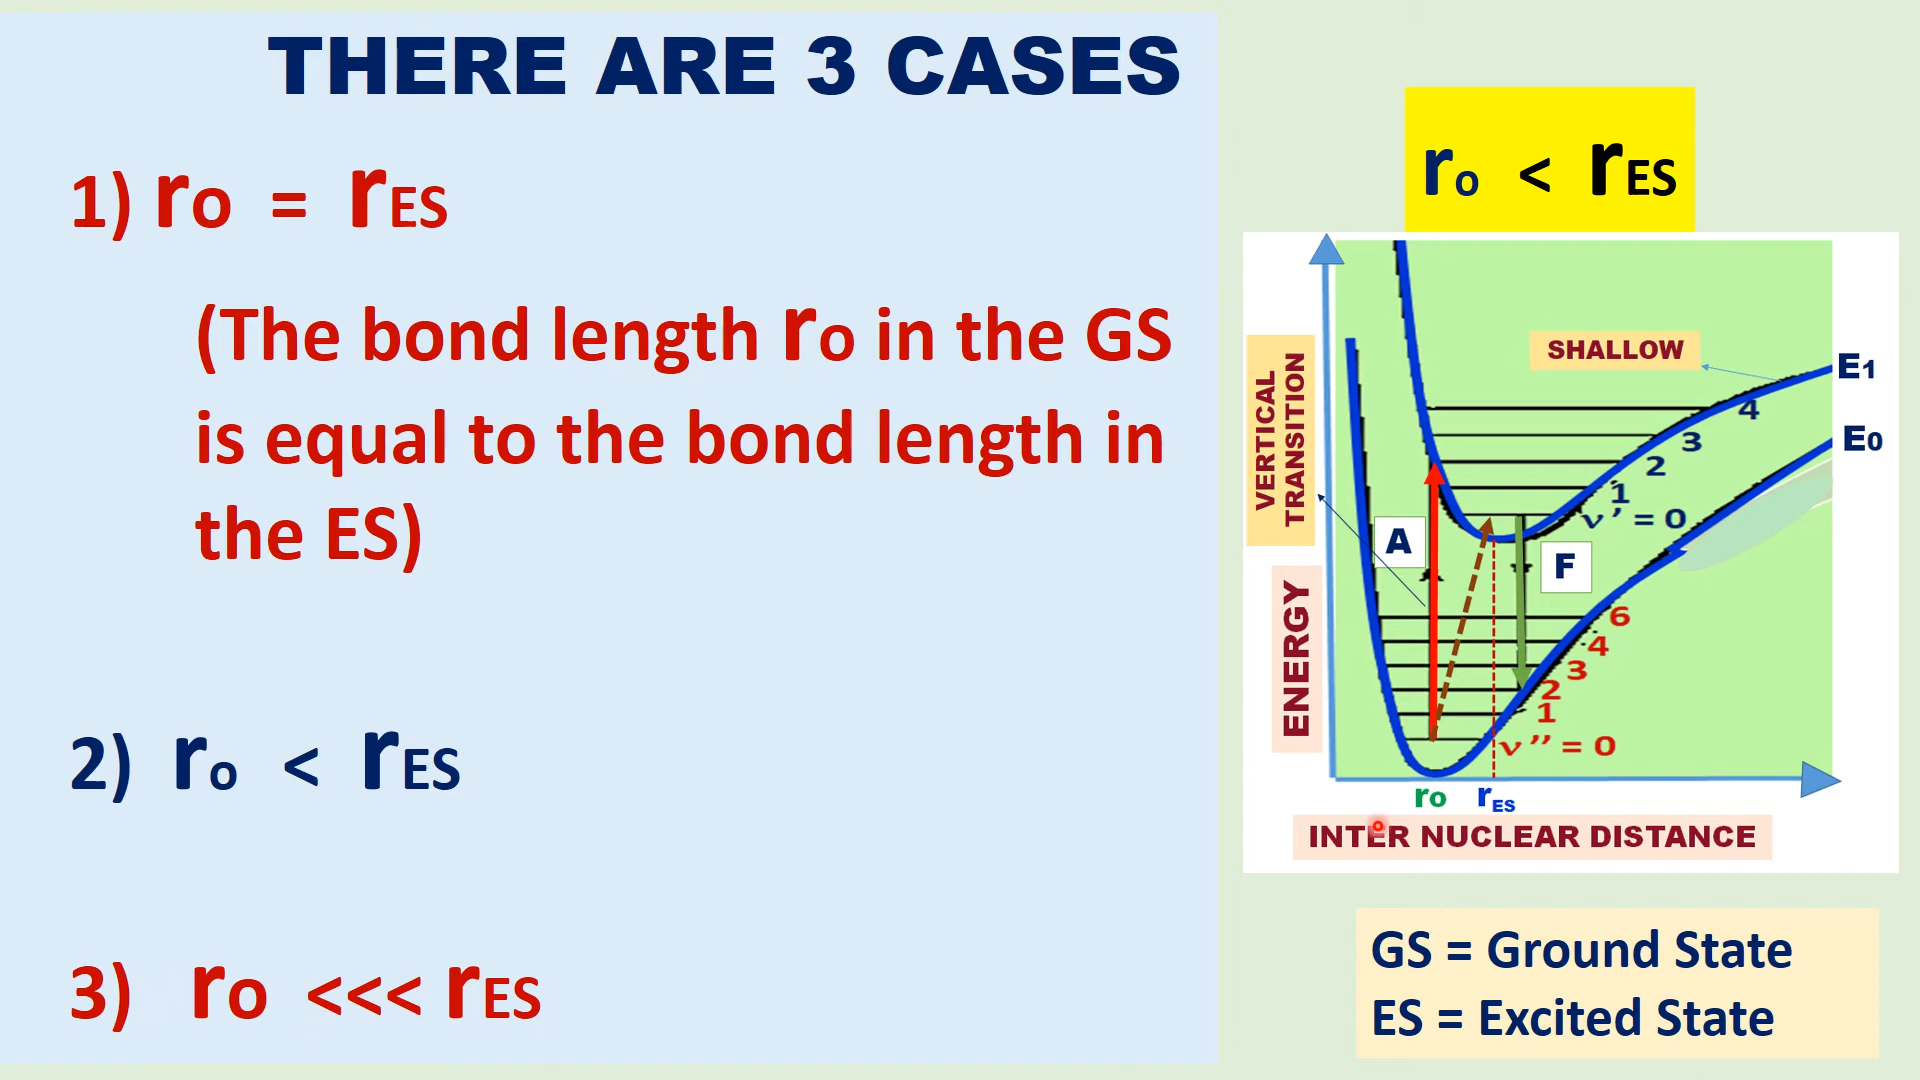 THERE ARE 3 CASES
1) ro = rES
(The bond length ro in the GS
is equal to the bond length in
the ES)
2) ro < rES
3) ro <<< rES
ro < rES
SHALLOW
E1
E0
VERTICAL
TRANSITION
ENERGY
A
F
4
3
2
1
ν’ = 0
6
4
3
2
1
ν’’ = 0
ro
rES
INTER NUCLEAR DISTANCE
GS = Ground State
ES = Excited State